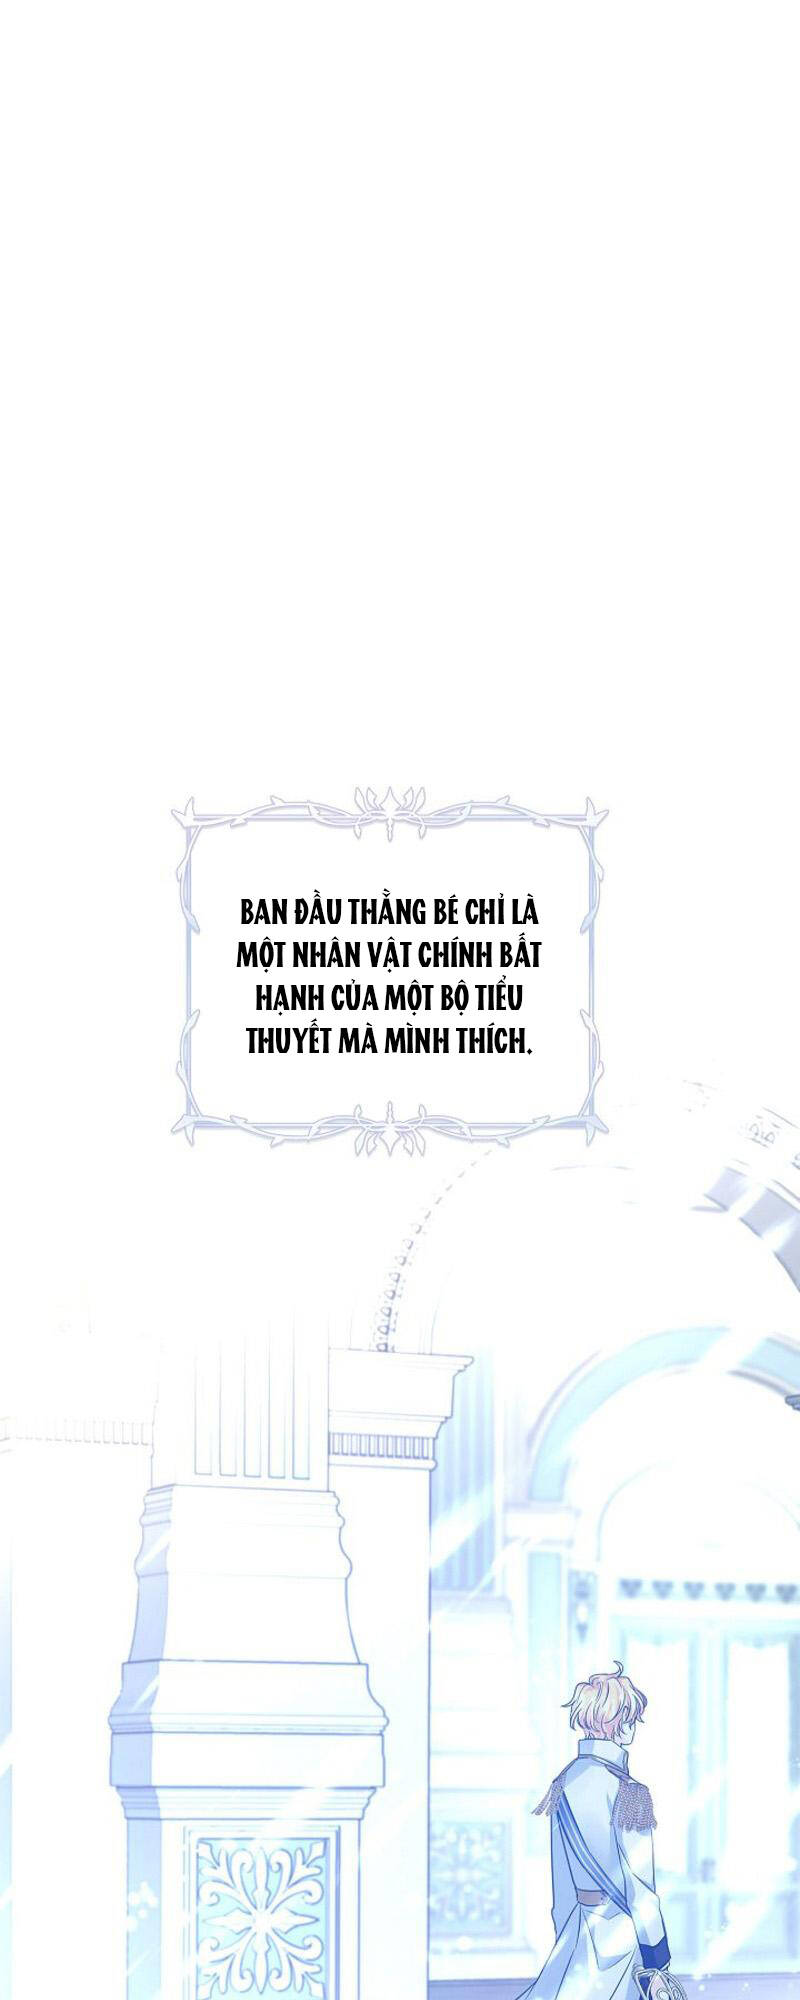 BAN ĐẦU THẰNG BÉ CHỈ LÀ
MỘT NHÂN VẬT CHÍNH BẤT
HẠNH CỦA MỘT BỘ TIỂU
THUYẾT MÀ MÌNH THÍCH.